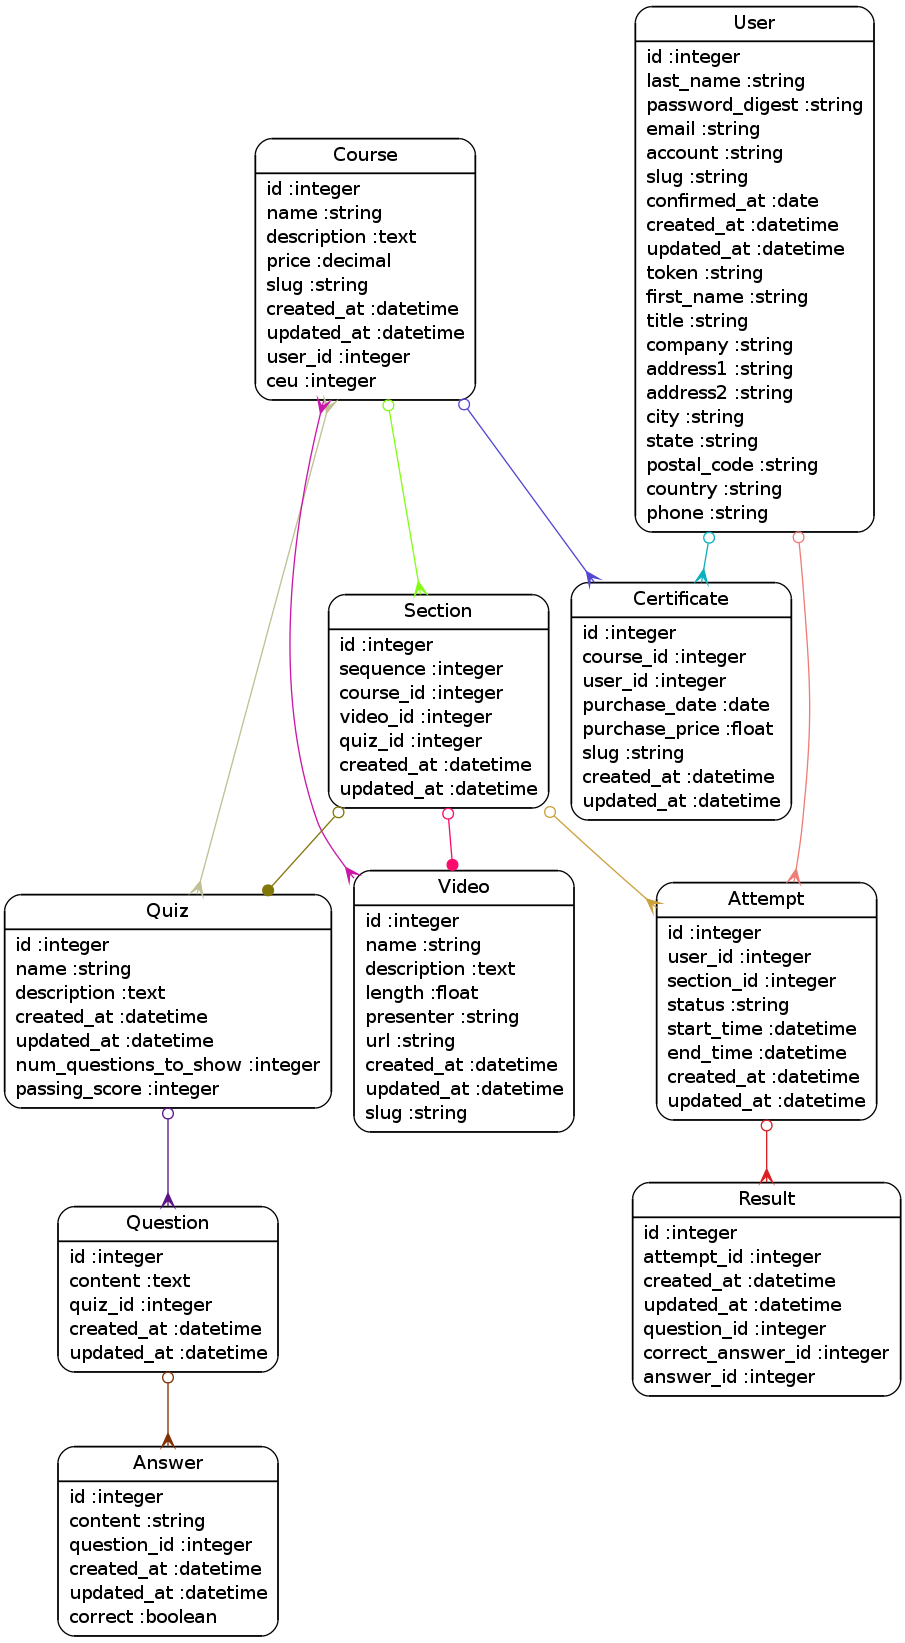 User
id :integer
last_name :string
password_digest :string
email :string
account :string
slug :string
confirmed_at :date
created_at :datetime
updated_at :datetime
token :string
first_name :string
title :string
company :string
address1 :string
address2 :string
city :string
state :string
postal_code :string
country :string
phone :string
Course
id :integer
name :string
description :text
price :decimal
slug :string
created_at :datetime
updated_at :datetime
user_id :integer
ceu :integer
Section
id :integer
sequence :integer
course_id :integer
video_id :integer
quiz_id :integer
created_at :datetime
updated_at :datetime
Certificate
id :integer
course_id :integer
user_id :integer
purchase_date :date
purchase_price :float
slug :string
created_at :datetime
updated_at :datetime
Quiz
id :integer
name :string
description :text
created_at :datetime
updated_at :datetime
num_questions_to_show :integer
passing_score :integer
Video
id :integer
name :string
description :text
length :float
presenter :string
url :string
created_at :datetime
updated_at :datetime
slug :string
Attempt
id :integer
user_id :integer
section_id :integer
status :string
start_time :datetime
end_time :datetime
created_at :datetime
updated_at :datetime
Question
id :integer
content :text
quiz_id :integer
created_at :datetime
updated_at :datetime
Result
id :integer
attempt_id :integer
created_at :datetime
updated_at :datetime
question_id :integer
correct_answer_id :integer
answer_id :integer
Answer
id :integer
content :string
question_id :integer
created_at :datetime
updated_at :datetime
correct :boolean